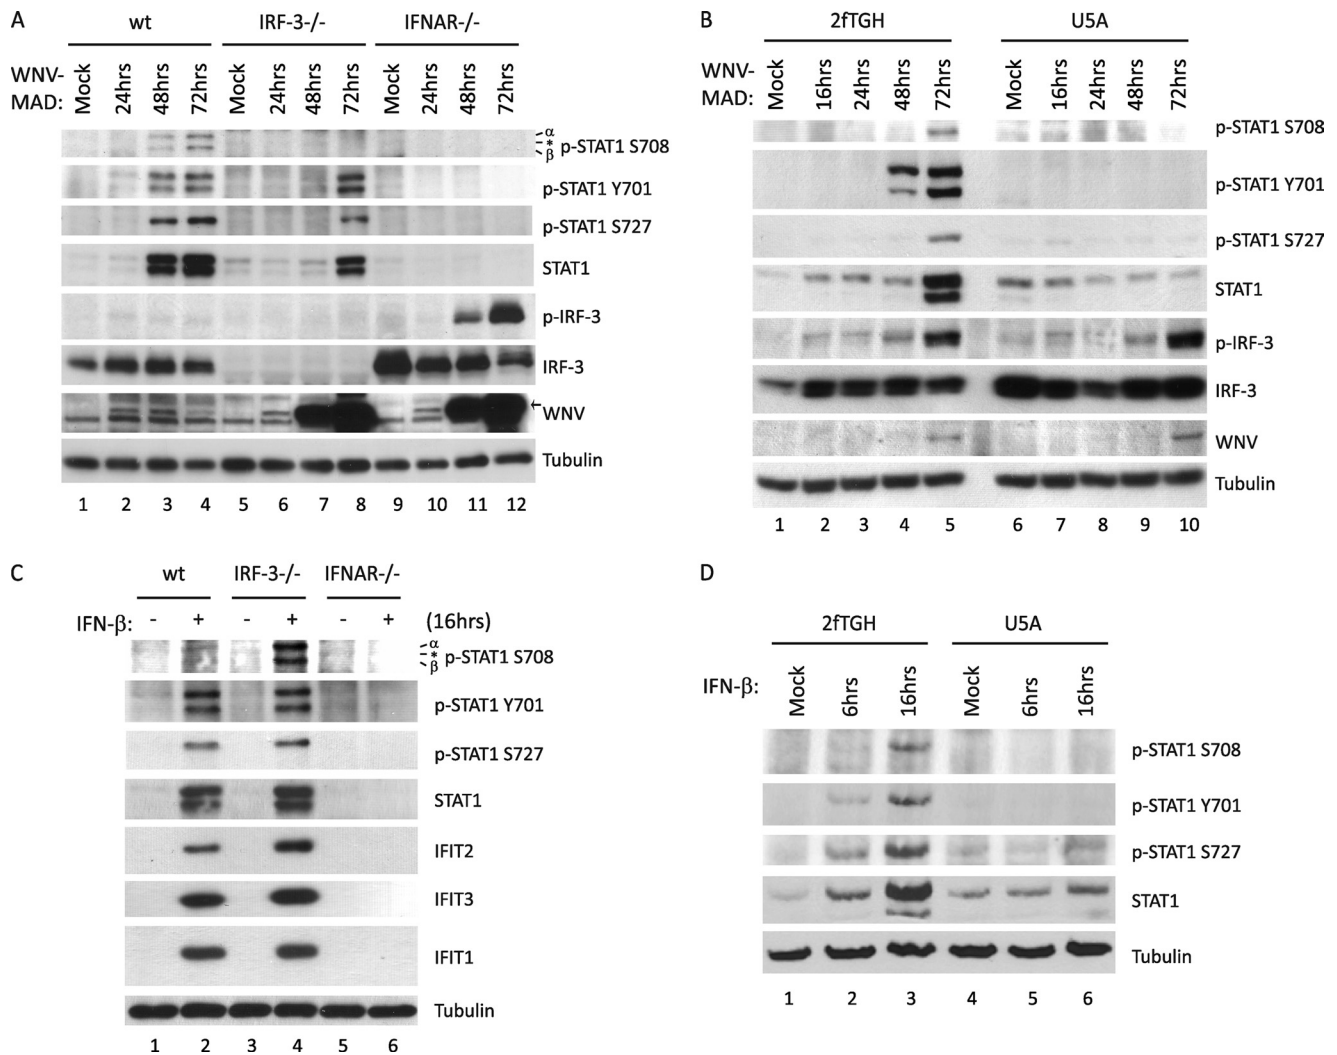 A
wt IRF-3-/- IFNAR-/-
WNV-
MAD: Mock 24hrs 48hrs 72hrs Mock 24hrs 48hrs 72hrs Mock 24hrs 48hrs 72hrs
α
* p-STAT1 S708
β
p-STAT1 Y701
p-STAT1 S727
STAT1
p-IRF-3
IRF-3
←
WNV
Tubulin
1 2 3 4 5 6 7 8 9 10 11 12
B
2fTGH U5A
WNV-
MAD: Mock 16hrs 24hrs 48hrs 72hrs Mock 16hrs 24hrs 48hrs 72hrs
p-STAT1 S708
p-STAT1 Y701
p-STAT1 S727
STAT1
p-IRF-3
IRF-3
WNV
Tubulin
1 2 3 4 5 6 7 8 9 10
C
wt IRF-3-/- IFNAR-/-
IFN-β: - + - + - + (16hrs)
α
* p-STAT1 S708
β
p-STAT1 Y701
p-STAT1 S727
STAT1
IFIT2
IFIT3
IFIT1
Tubulin
1 2 3 4 5 6
D
2fTGH U5A
IFN-β: Mock 6hrs 16hrs Mock 6hrs 16hrs
p-STAT1 S708
p-STAT1 Y701
p-STAT1 S727
STAT1
Tubulin
1 2 3 4 5 6